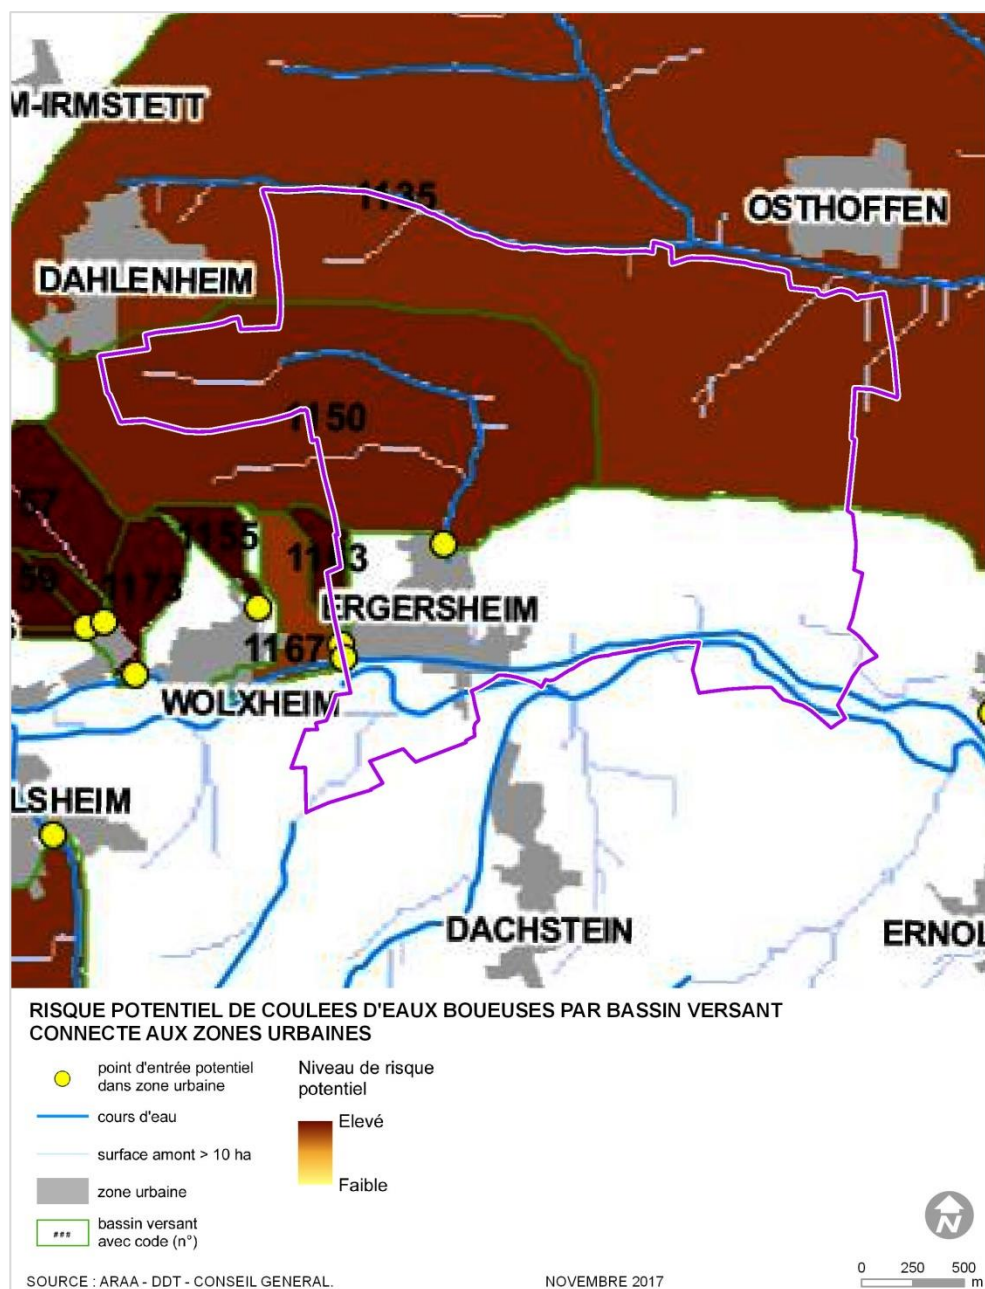 M-IRMSTETT
1135
OSTHOFFEN
DAHLENHEIM
1150
57
1155
59
1173
ERGERSHEIM
1167
WOLXHEIM
LSHEIM
DACHSTEIN
ERNOL
RISQUE POTENTIEL DE COULEES D'EAUX BOUEUSES PAR BASSIN VERSANT
CONNECTE AUX ZONES URBAINES
point d'entrée potentiel
dans zone urbaine
cours d'eau
surface amont > 10 ha
zone urbaine
###
bassin versant
avec code (n°)
Niveau de risque
potentiel
Elevé
Faible
N
SOURCE : ARAA - DDT - CONSEIL GENERAL.
NOVEMBRE 2017
0 250 500
m